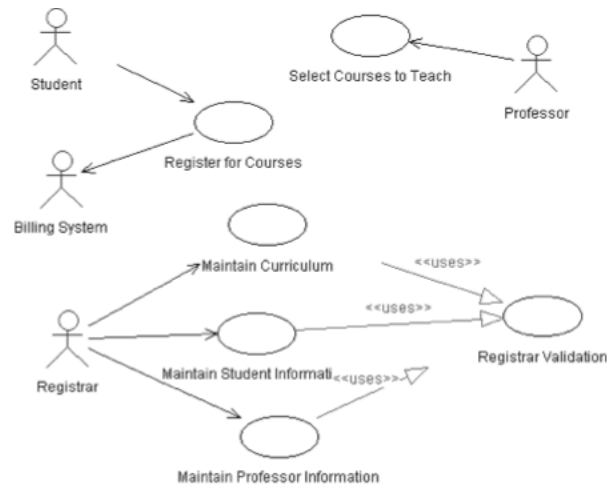 Student
Select Courses to Teach
Professor
Register for Courses
Billing System
Maintain Curriculum
<<uses>>
<<uses>>
Registrar
Maintain Student Informati
<<uses>>
Registrar Validation
Maintain Professor Information